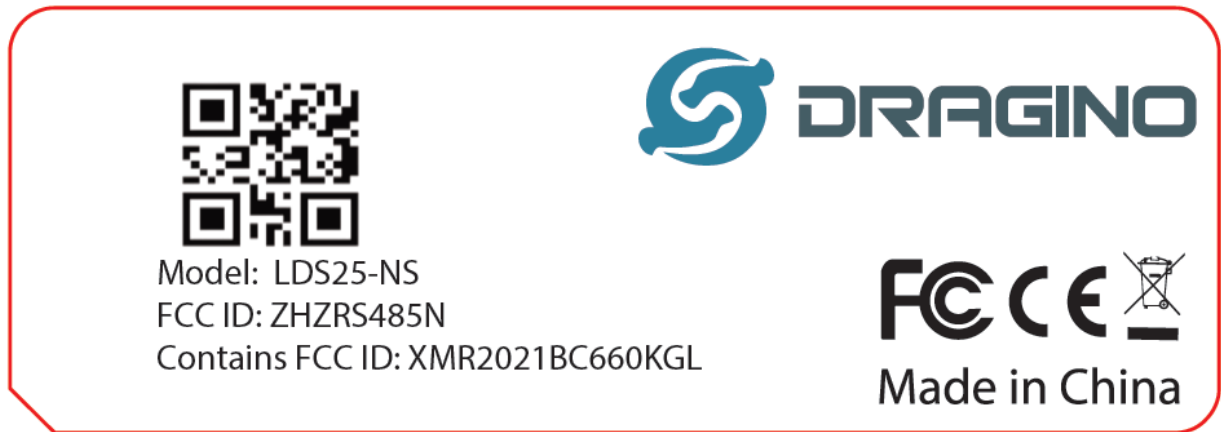 DRAGINO
Model: LDS25-NS
FCC ID: ZHZRS485N
Contains FCC ID: XMR2021BC660KGL
FC CE
Made in China